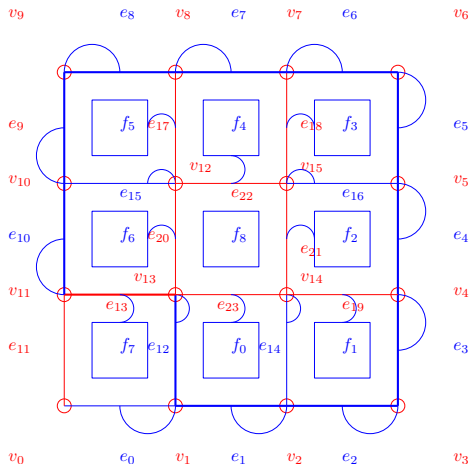 v₉ e₈ v₈ e₇ v₇ e₆ v₆
e₉ f₅ e₁₇ f₄ e₁₈ f₃ e₅
v₁₀ v₁₂ v₁₅ v₅
e₁₅ e₂₂ e₁₆
e₁₀ f₆ e₂₀ f₈ e₂₁ f₂ e₄
v₁₁ v₁₃ v₁₄ v₄
e₁₃ e₂₃ e₁₉
e₁₁ f₇ e₁₂ f₀ e₁₄ f₁ e₃
v₀ e₀ v₁ e₁ v₂ e₂ v₃